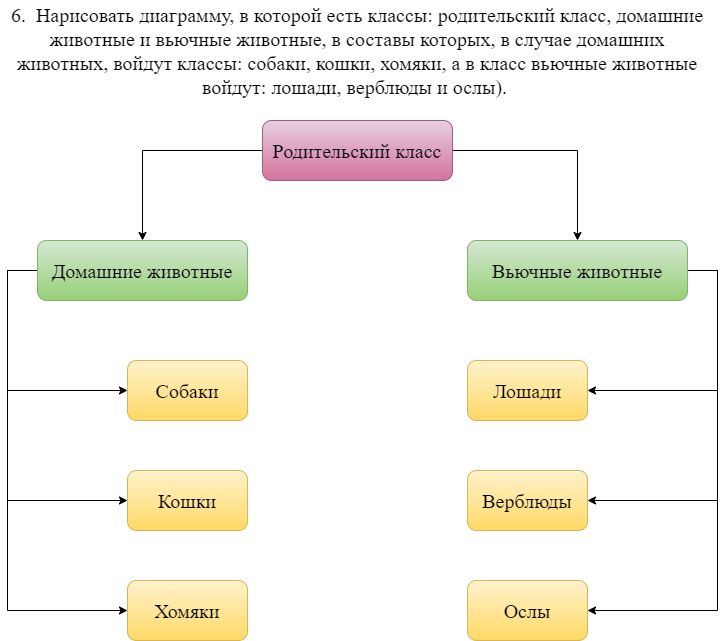 6. Нарисовать диаграмму, в которой есть классы: родительский класс, домашние
животные и вьючные животные, в составы которых, в случае домашних
животных, войдут классы: собаки, кошки, хомяки, а в класс вьючные животные
войдут: лошади, верблюды и ослы).
Родительский класс
Домашние животные
Вьючные животные
Собаки
Лошади
Кошки
Верблюды
Хомяки
Ослы